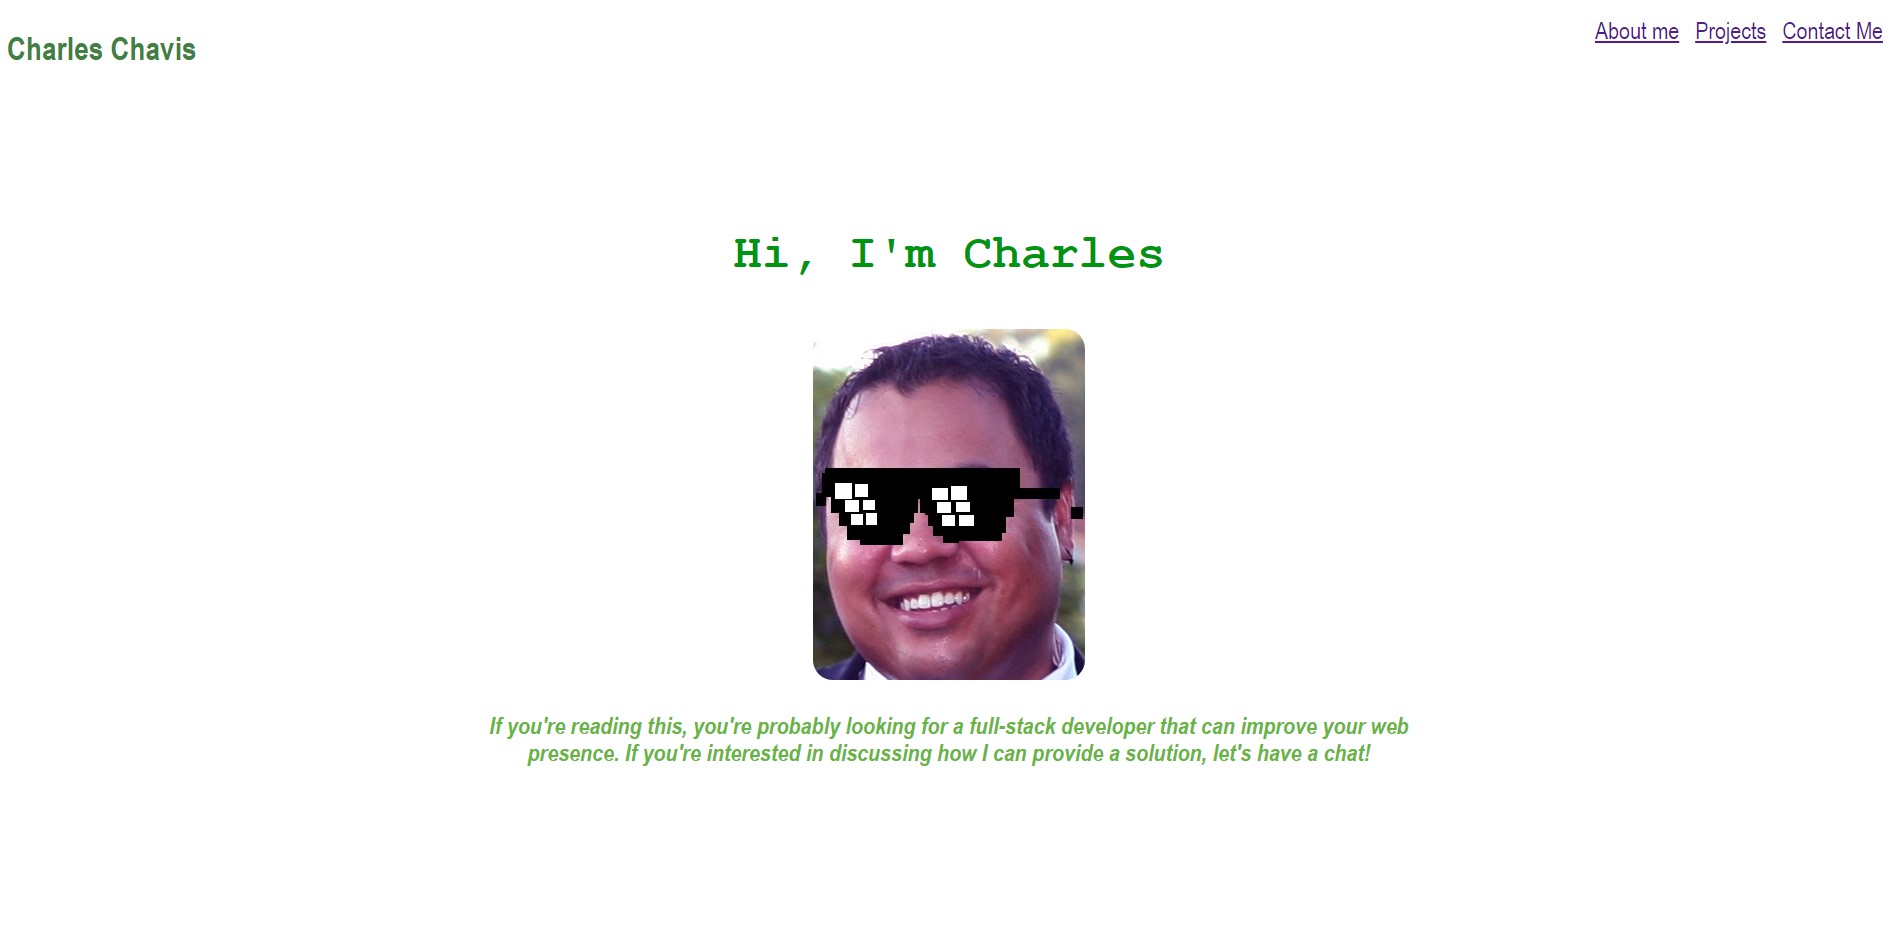 Charles Chavis
About me Projects Contact Me
Hi, I'm Charles
If you're reading this, you're probably looking for a full-stack developer that can improve your web
presence. If you're interested in discussing how I can provide a solution, let's have a chat!